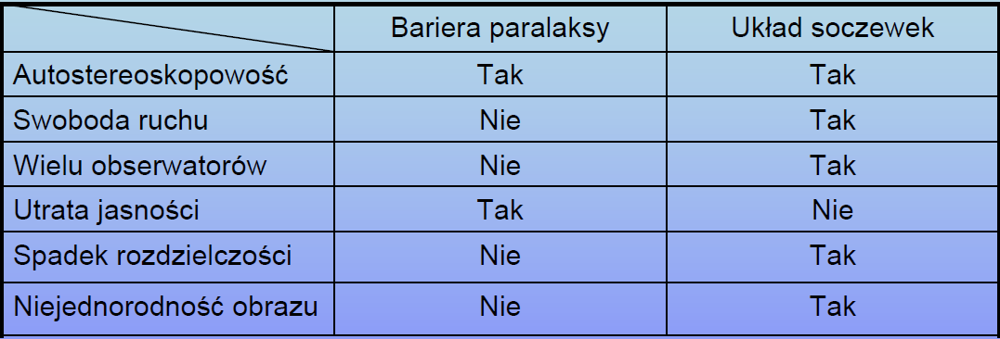 Bariera paralaksy Układ soczewek
Autostereoskopowość Tak Tak
Swoboda ruchu Nie Tak
Wielu obserwatorów Nie Tak
Utrata jasności Tak Nie
Spadek rozdzielczości Nie Tak
Niejednorodność obrazu Nie Tak